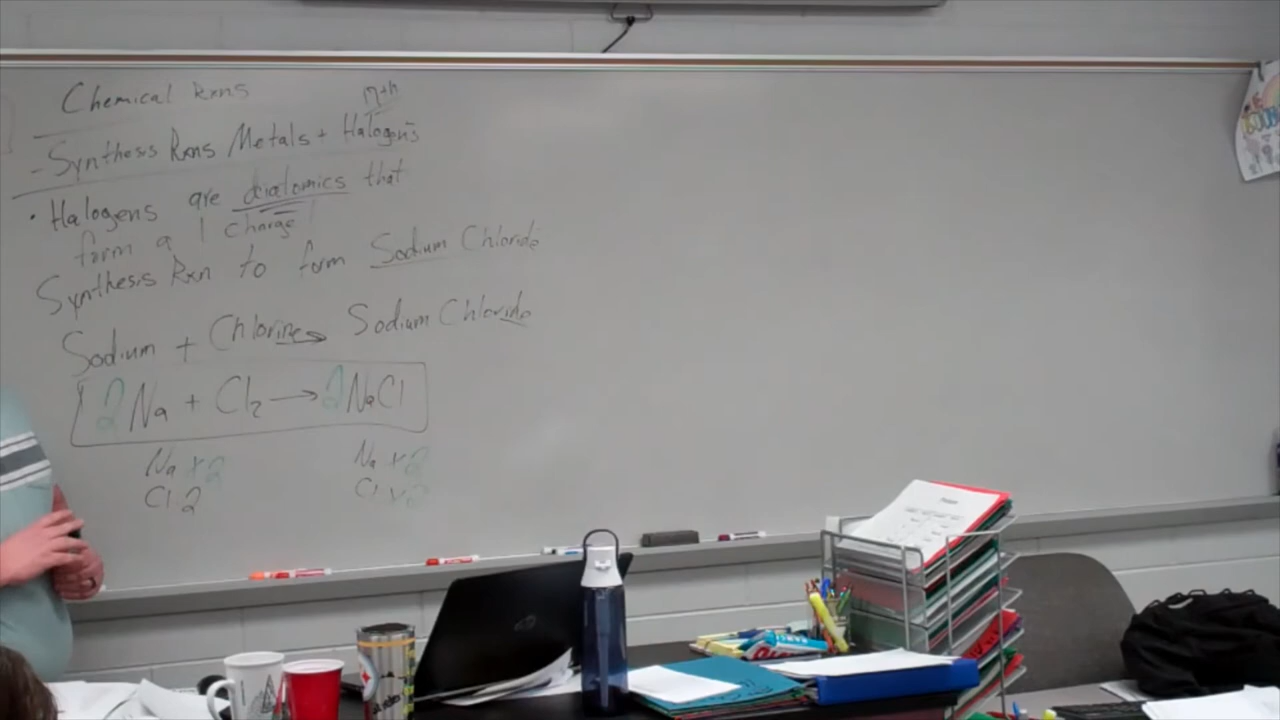 Chemical Rxns
- Synthesis Rxns Metals + Halogens
• Halogens are diatomics that
form a 1 charge
Synthesis Rxn to form Sodium Chloride
Sodium + Chlorine → Sodium Chloride
2Na + Cl₂ → 2NaCl
Na 2 Na 2
Cl 2 Cl 2